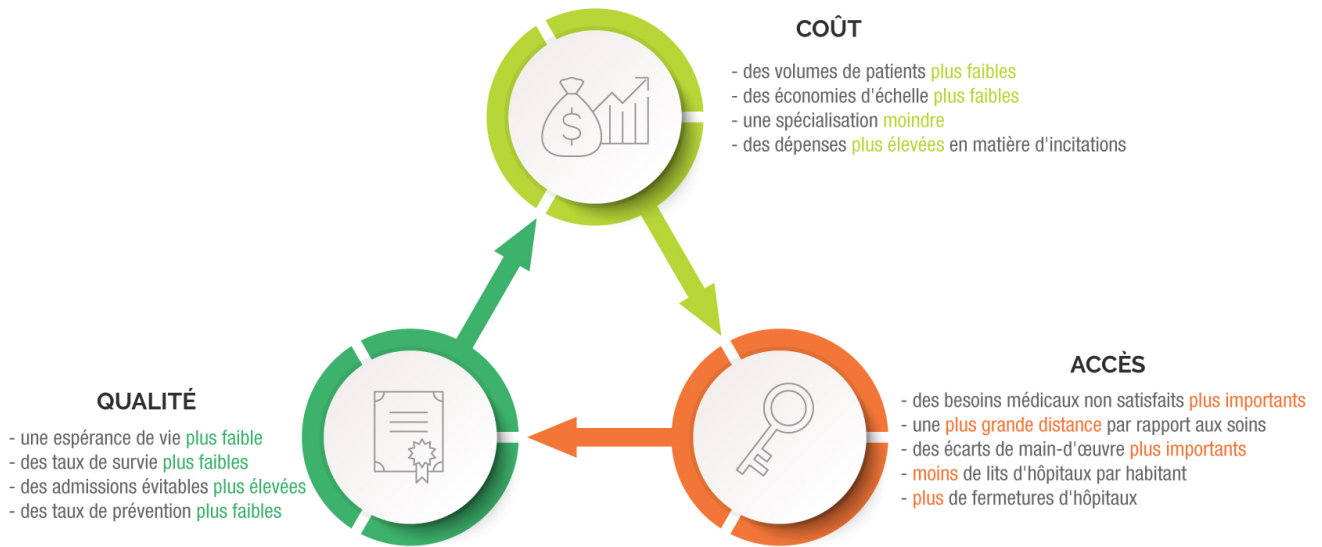 COÛT
- des volumes de patients plus faibles
- des économies d'échelle plus faibles
- une spécialisation moindre
- des dépenses plus élevées en matière d'incitations
$
ACCÈS
- des besoins médicaux non satisfaits plus importants
- une plus grande distance par rapport aux soins
- des écarts de main-d'œuvre plus importants
- moins de lits d'hôpitaux par habitant
- plus de fermetures d'hôpitaux
QUALITÉ
- une espérance de vie plus faible
- des taux de survie plus faibles
- des admissions évitables plus élevées
- des taux de prévention plus faibles